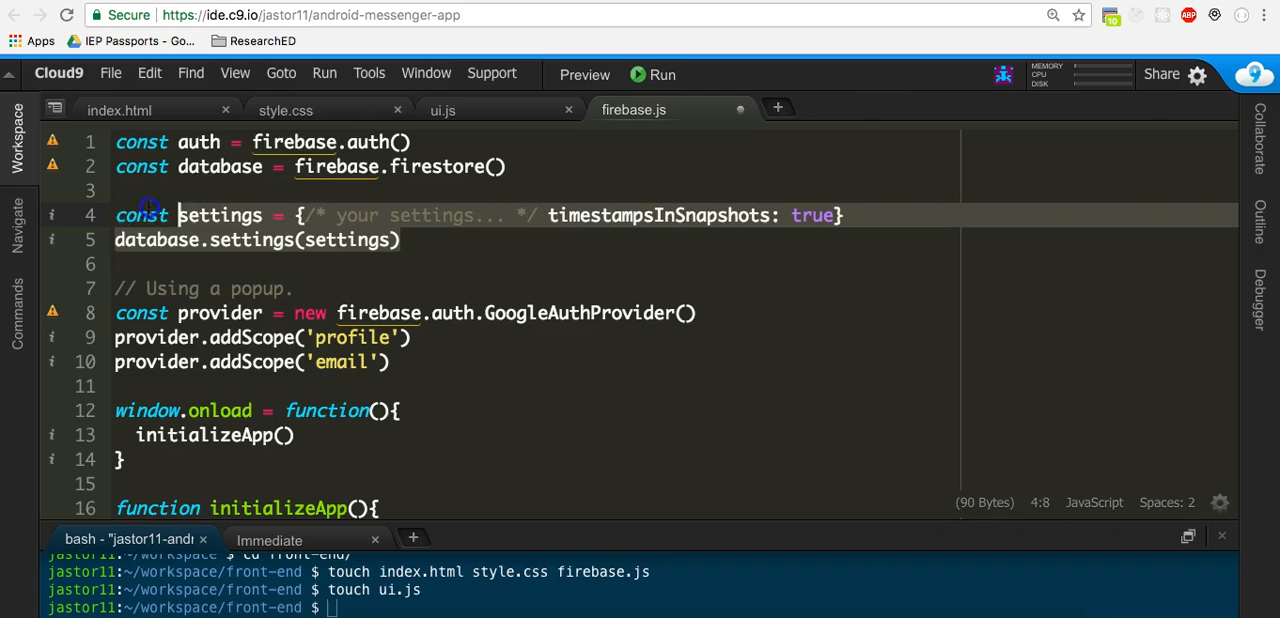 Secure https://ide.c9.io/jastor11/android-messenger-app
10
ABP
Apps IEP Passports - Go... ResearchED
Cloud9 File Edit Find View Goto Run Tools Window Support Preview Run
MEMORY
CPU
DISK
Share
9
index.html style.css ui.js firebase.js
Workspace
Navigate
Commands
1 const auth = firebase.auth()
2 const database = firebase.firestore()
3
4 const settings = {/* your settings... */ timestampsInSnapshots: true}
5 database.settings(settings)
6
7 // Using a popup.
8 const provider = new firebase.auth.GoogleAuthProvider()
9 provider.addScope('profile')
10 provider.addScope('email')
11
12 window.onload = function(){
13 initializeApp()
14 }
15
16 function initializeApp(){
(90 Bytes) 4:8 JavaScript Spaces: 2
Collaborate
Outline
Debugger
bash - "jastor11-andr Immediate
jastor11:~/workspace $ cd front-end/
jastor11:~/workspace/front-end $ touch index.html style.css firebase.js
jastor11:~/workspace/front-end $ touch ui.js
jastor11:~/workspace/front-end $